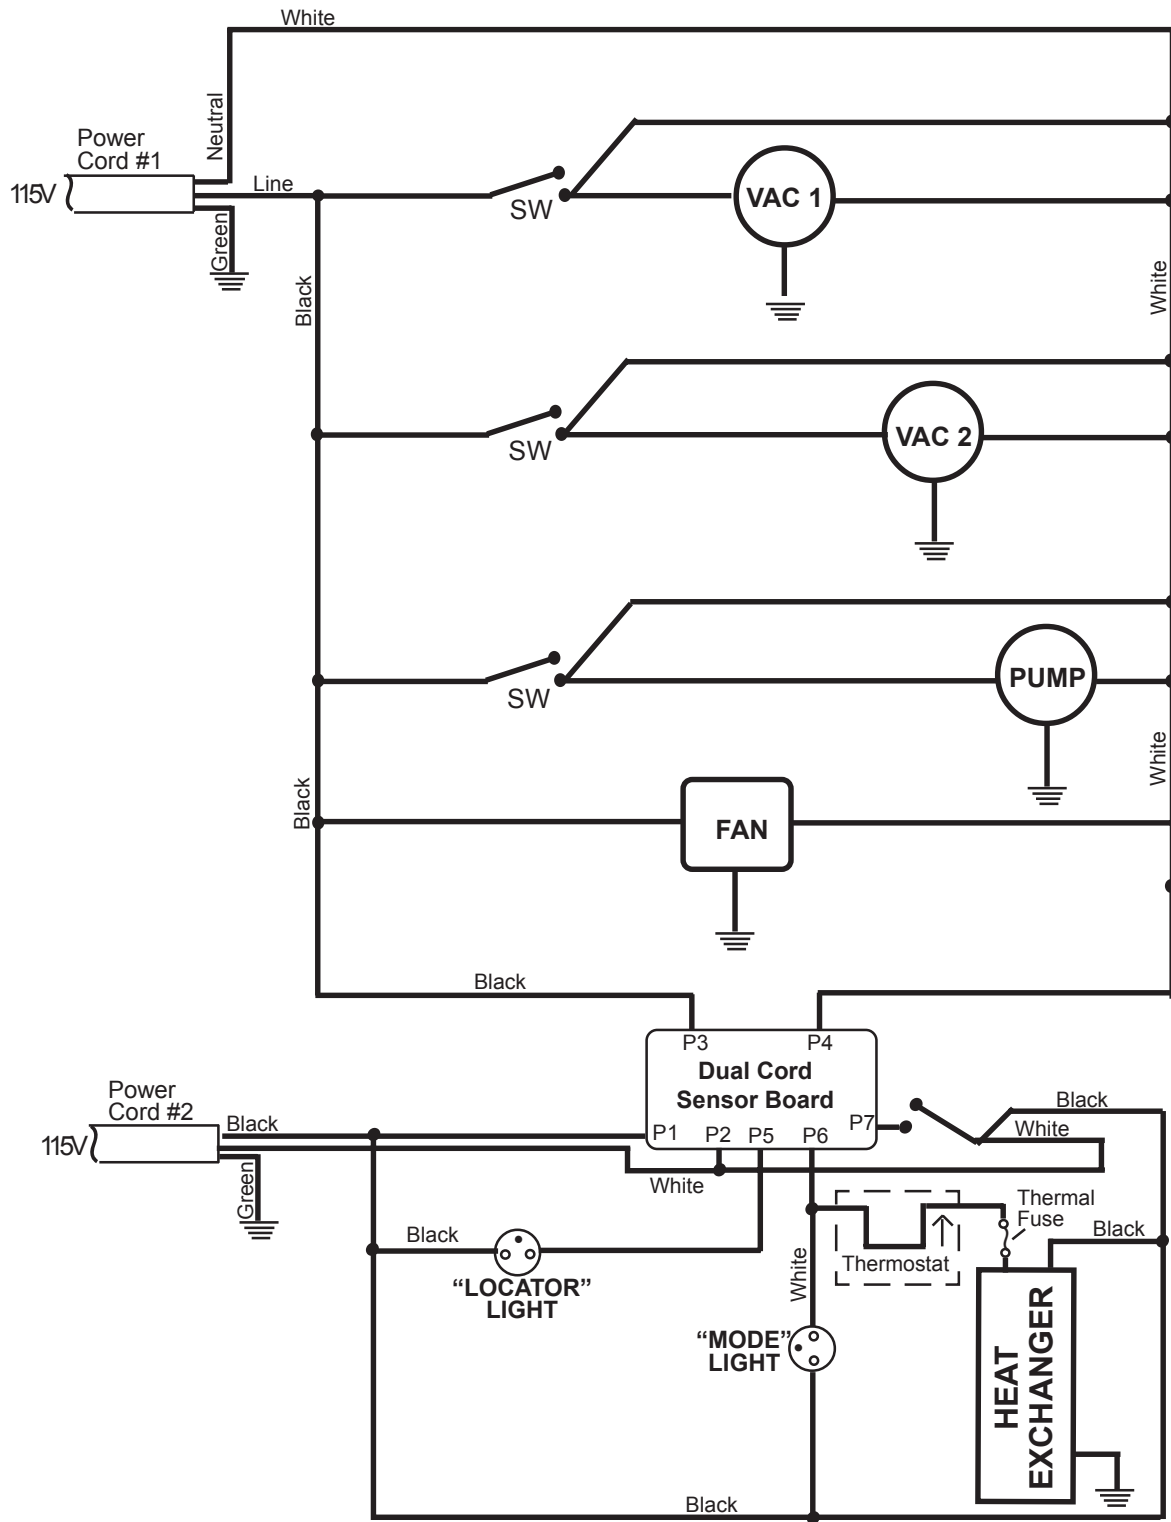 White
Neutral
Power
Cord #1
115V
Line
Green
SW
VAC 1
Black
White
SW
VAC 2
SW
PUMP
White
Black
FAN
Black
P3
P4
Dual Cord
Sensor Board
P1
P2
P5
P6
P7
Power
Cord #2
115V
Black
Green
White
Black
White
Black
"LOCATOR"
LIGHT
White
Thermostat
Thermal
Fuse
Black
"MODE"
LIGHT
HEAT
EXCHANGER
Black